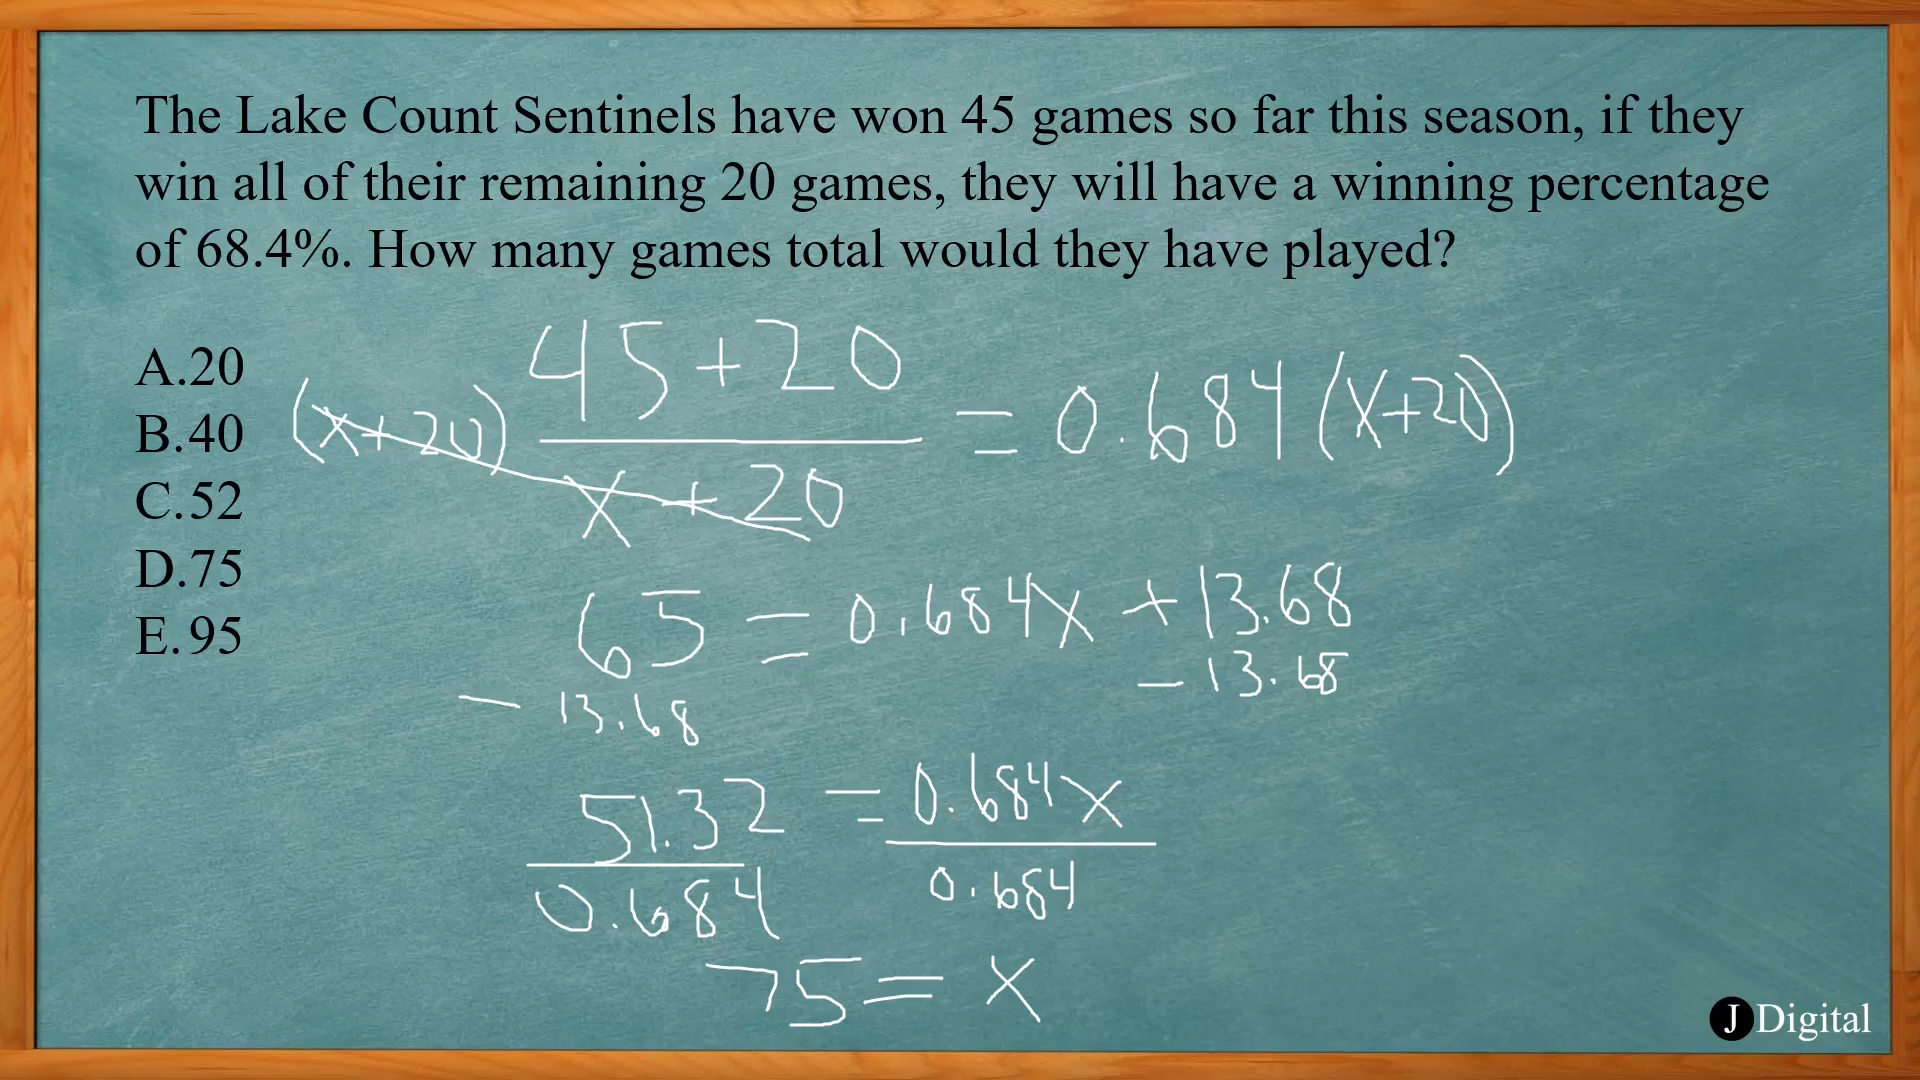 The Lake Count Sentinels have won 45 games so far this season, if they
win all of their remaining 20 games, they will have a winning percentage
of 68.4%. How many games total would they have played?
A.20
B.40
C.52
D.75
E.95
45+20
(x+20) = 0.684(x+20)
x+20
65 = 0.684x + 13.68
- 13.68 - 13.68
51.32 = 0.684x
0.684 0.684
75 = x
J Digital